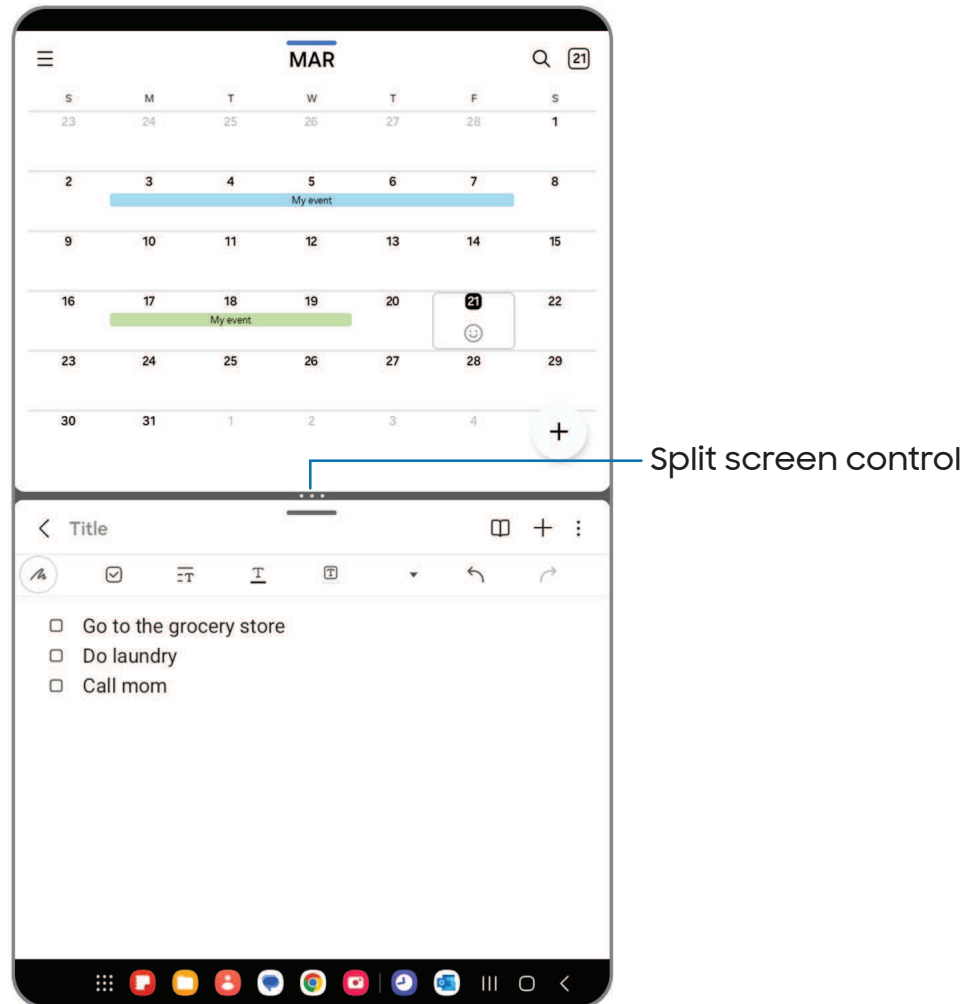 MAR
21
S M T W T F S
23 24 25 26 27 28 1
2 3 4 5 6 7 8
My event
9 10 11 12 13 14 15
16 17 18 19 20 21 22
My event
23 24 25 26 27 28 29
30 31 1 2 3 4
Split screen control
Title
T T T
Go to the grocery store
Do laundry
Call mom